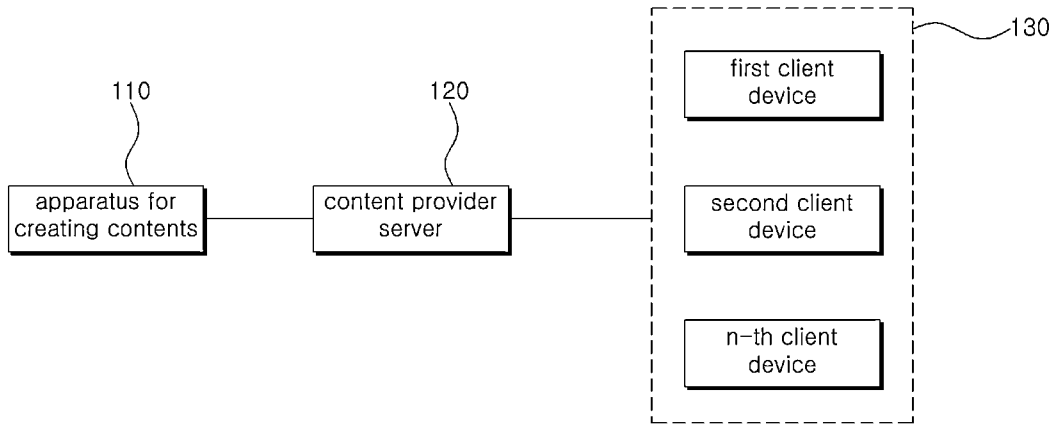 130
first client
device
110
120
apparatus for
creating contents
content provider
server
second client
device
n-th client
device